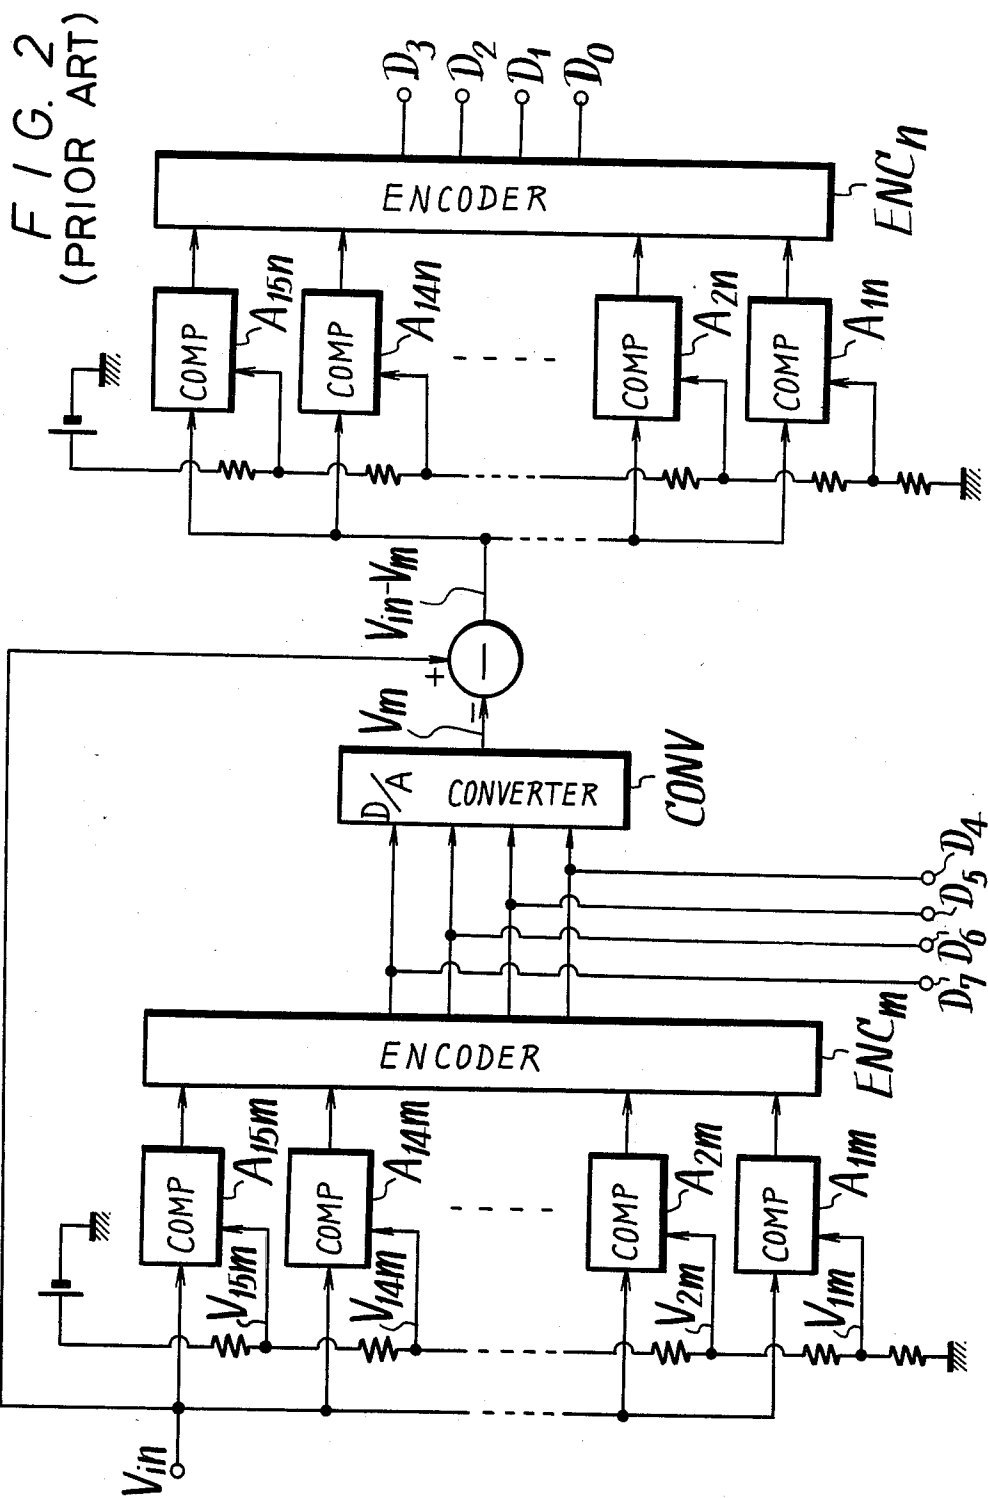 FIG. 2
(PRIOR ART)
Vin
V15m
V14m
V2m
V1m
COMP
COMP
COMP
COMP
A15m
A14m
A2m
A1m
ENCODER
ENCm
D7
D6
D5
D4
D/A
CONVERTER
CONV
Vm
+
−
−
Vin-Vm
COMP
COMP
COMP
COMP
A15n
A14n
A2n
A1n
ENCODER
ENCn
D3
D2
D1
D0